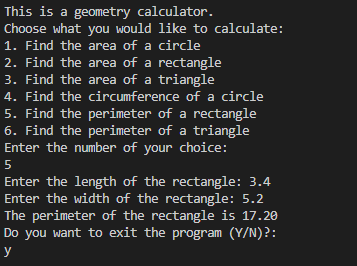 This is a geometry calculator.
Choose what you would like to calculate:
1. Find the area of a circle
2. Find the area of a rectangle
3. Find the area of a triangle
4. Find the circumference of a circle
5. Find the perimeter of a rectangle
6. Find the perimeter of a triangle
Enter the number of your choice:
5
Enter the length of the rectangle: 3.4
Enter the width of the rectangle: 5.2
The perimeter of the rectangle is 17.20
Do you want to exit the program (Y/N)?:
y